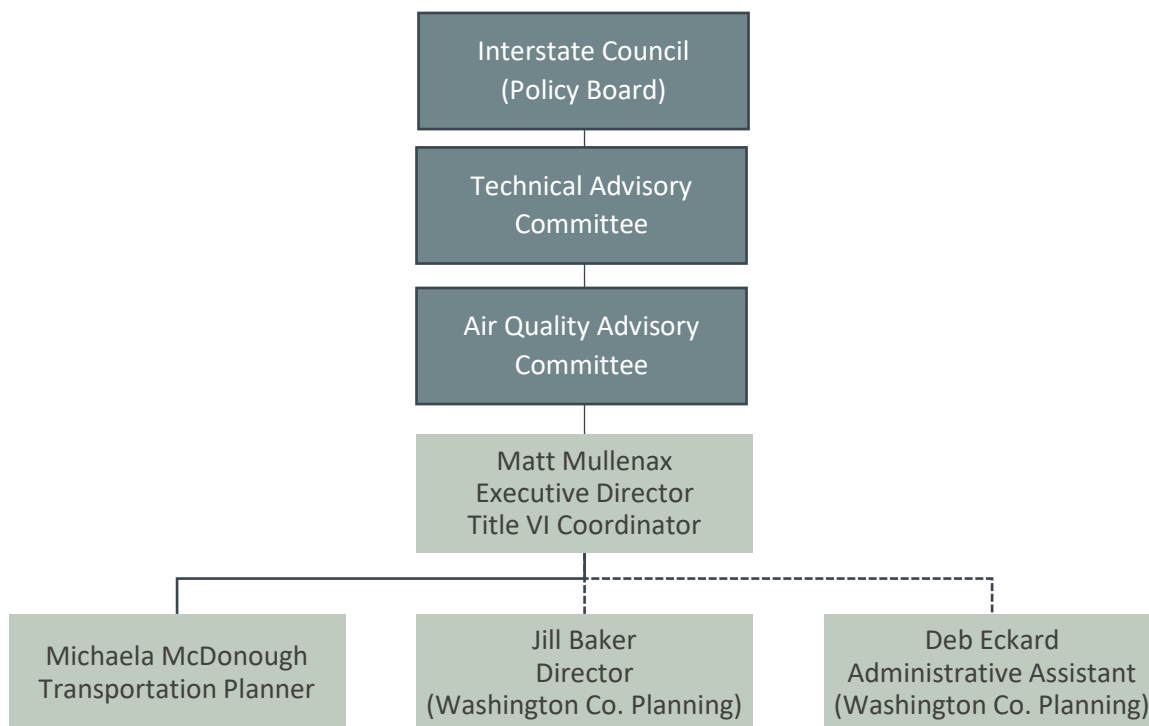 Interstate Council
(Policy Board)
Technical Advisory
Committee
Air Quality Advisory
Committee
Matt Mullenax
Executive Director
Title VI Coordinator
Michaela McDonough
Transportation Planner
Jill Baker
Director
(Washington Co. Planning)
Deb Eckard
Administrative Assistant
(Washington Co. Planning)